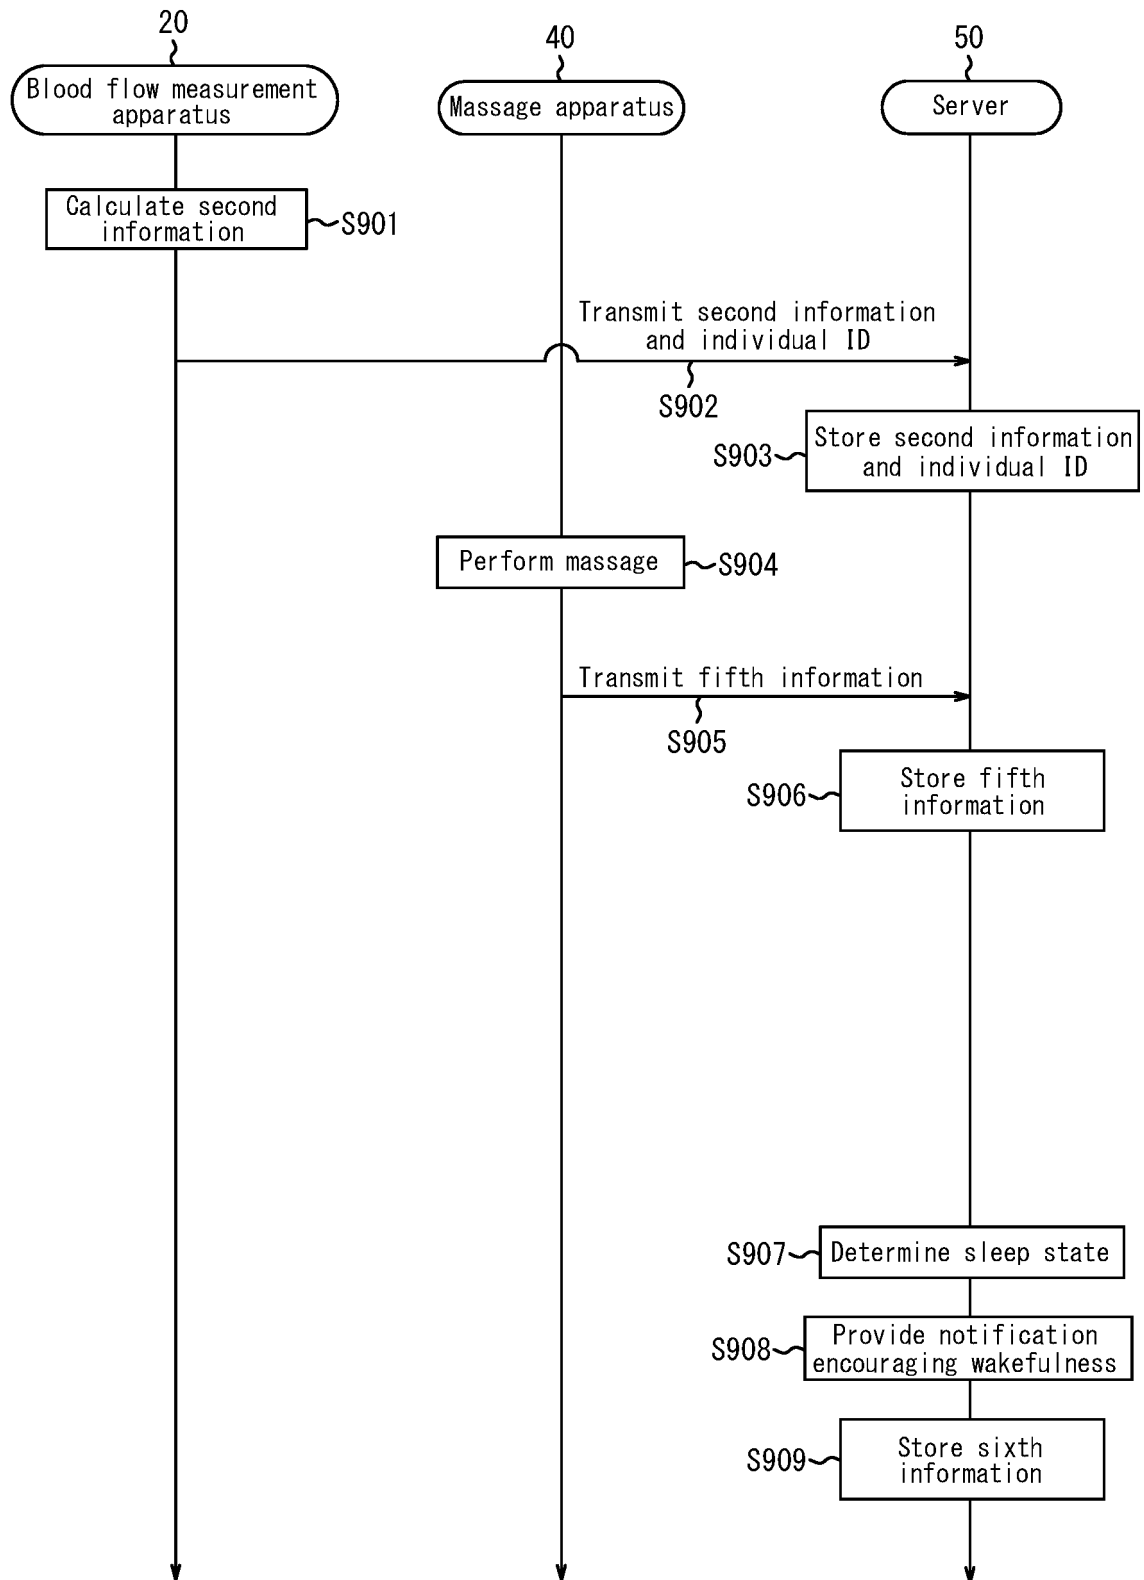 20
40
50
Blood flow measurement
apparatus
Massage apparatus
Server
Calculate second
information
S901
Transmit second information
and individual ID
S902
S903
Store second information
and individual ID
Perform massage
S904
Transmit fifth information
S905
S906
Store fifth
information
S907
Determine sleep state
S908
Provide notification
encouraging wakefulness
S909
Store sixth
information